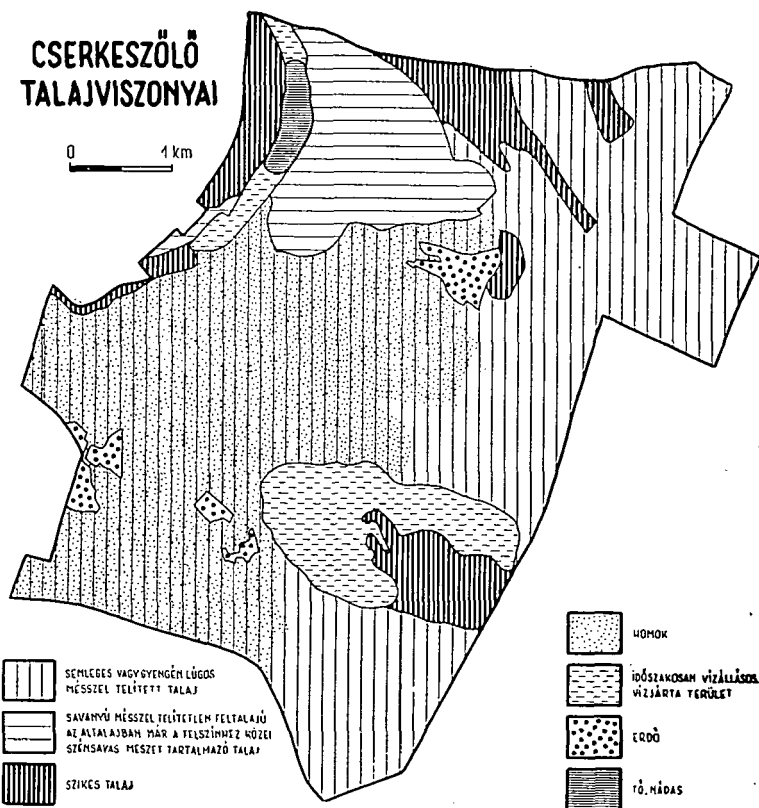 CSERKESZŐLŐ
TALAJVISZONYAI
0 1 km
SEMLEGES VAGY GYENGÉN LÚGOS
MÉSSZEL TELÍTETT TALAJ
SAVANYÚ MÉSSZEL TELÍTETLEN FELTALAJÚ
AZ ALTALAJBAN MÁR A FELSZÍNHEZ KÖZEL
SZÉNSAVAS MESZET TARTALMAZÓ TALAJ
SZIKES TALAJ
HOMOK
IDŐSZAKOSAN VÍZÁLLÁSOS,
VÍZJÁRTA TERÜLET
ERDŐ
TÓ, NÁDAS